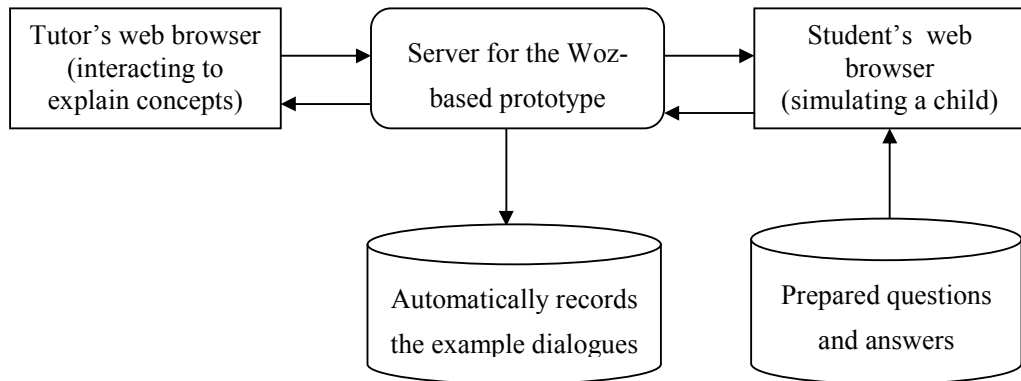 Tutor's web browser
(interacting to
explain concepts)
Server for the Woz-
based prototype
Student's web
browser
(simulating a child)
Automatically records
the example dialogues
Prepared questions
and answers